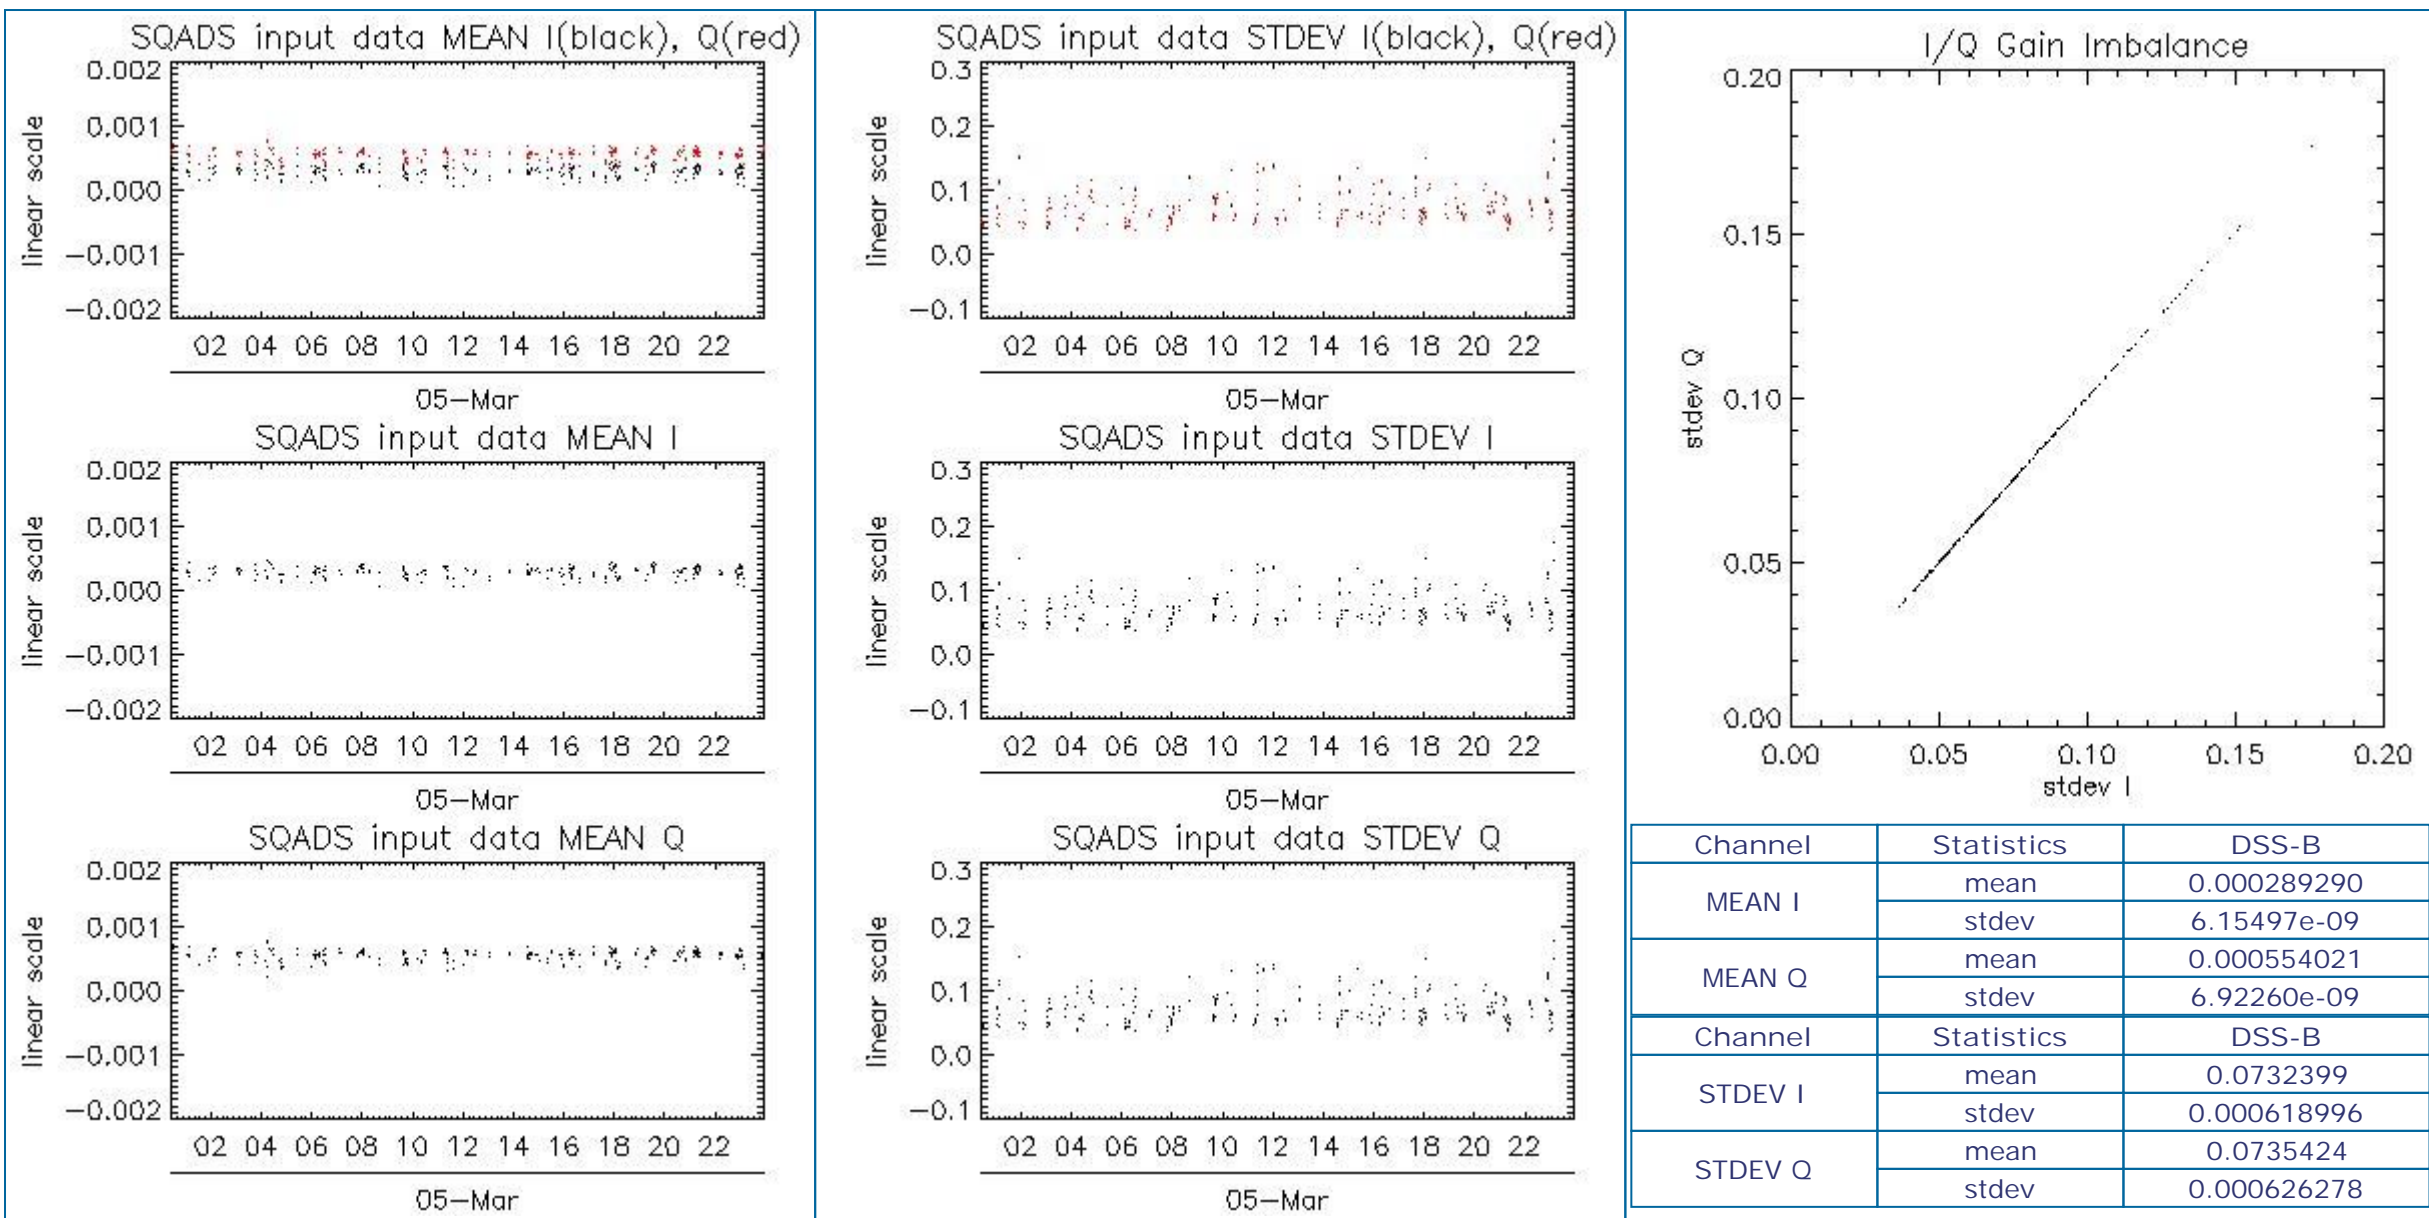 SQADS input data MEAN I(black), Q(red)
linear scale
0.002
0.001
0.000
−0.001
−0.002
02 04 06 08 10 12 14 16 18 20 22
05−Mar
SQADS input data MEAN I
linear scale
0.002
0.001
0.000
−0.001
−0.002
02 04 06 08 10 12 14 16 18 20 22
05−Mar
SQADS input data MEAN Q
linear scale
0.002
0.001
0.000
−0.001
−0.002
02 04 06 08 10 12 14 16 18 20 22
05−Mar
SQADS input data STDEV I(black), Q(red)
linear scale
0.3
0.2
0.1
0.0
−0.1
02 04 06 08 10 12 14 16 18 20 22
05−Mar
SQADS input data STDEV I
linear scale
0.3
0.2
0.1
0.0
−0.1
02 04 06 08 10 12 14 16 18 20 22
05−Mar
SQADS input data STDEV Q
linear scale
0.3
0.2
0.1
0.0
−0.1
02 04 06 08 10 12 14 16 18 20 22
05−Mar
I/Q Gain Imbalance
stdev Q
0.20
0.15
0.10
0.05
0.00
0.00 0.05 0.10 0.15 0.20
stdev I
Channel Statistics DSS-B
MEAN I mean 0.000289290
stdev 6.15497e-09
MEAN Q mean 0.000554021
stdev 6.92260e-09
Channel Statistics DSS-B
STDEV I mean 0.0732399
stdev 0.000618996
STDEV Q mean 0.0735424
stdev 0.000626278